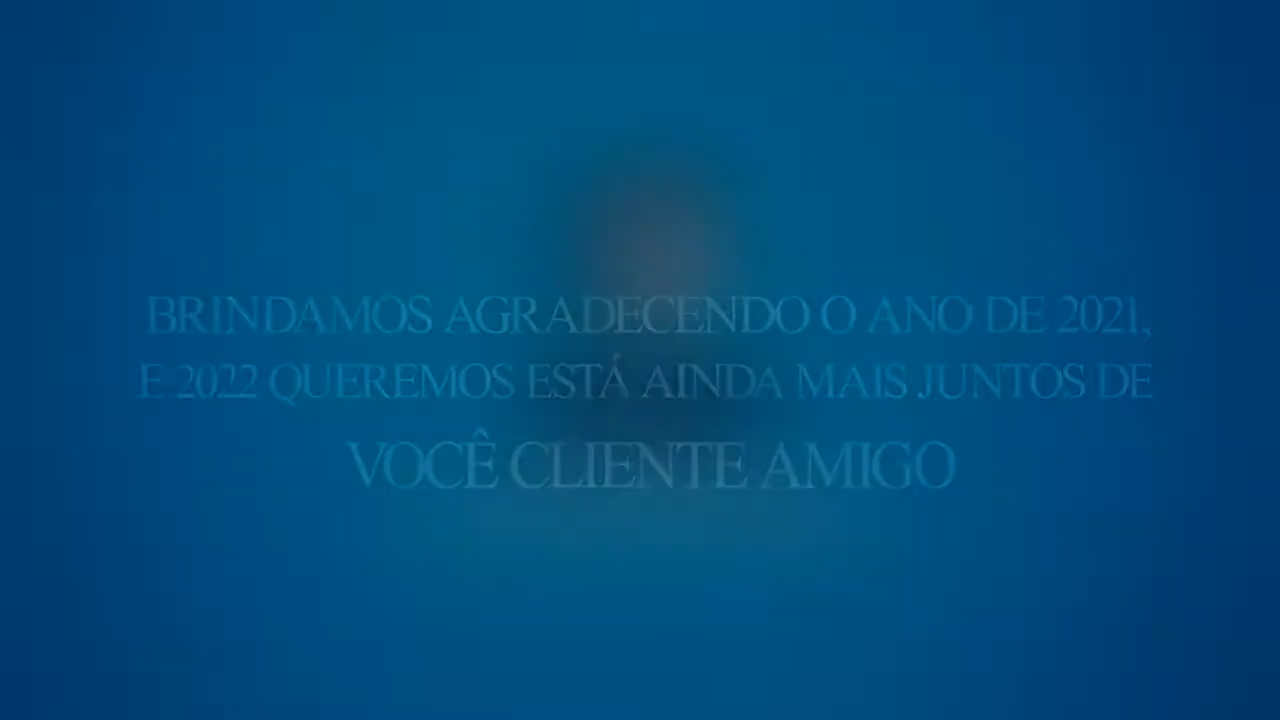 BRINDAMOS AGRADECENDO O ANO DE 2021,
E 2022 QUEREMOS ESTÁ AINDA MAIS JUNTOS DE
VOCÊ CLIENTE AMIGO